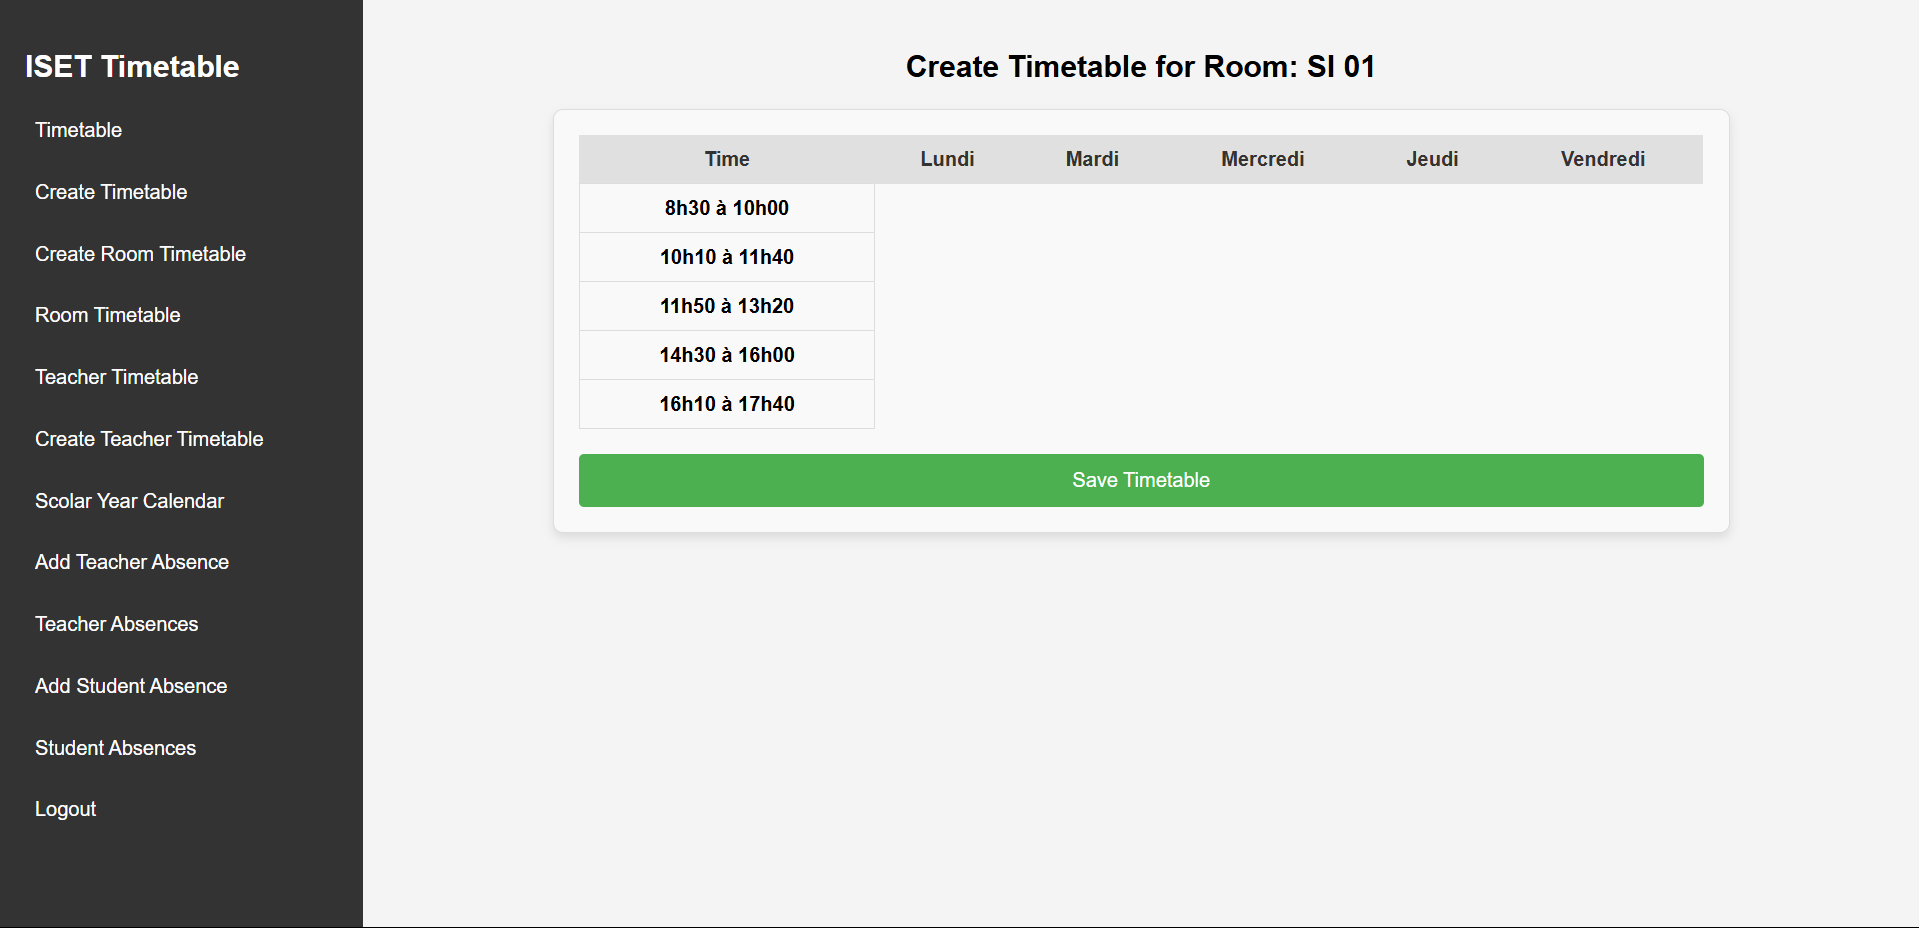 ISET Timetable
Timetable
Create Timetable
Create Room Timetable
Room Timetable
Teacher Timetable
Create Teacher Timetable
Scolar Year Calendar
Add Teacher Absence
Teacher Absences
Add Student Absence
Student Absences
Logout
Create Timetable for Room: SI 01
Time Lundi Mardi Mercredi Jeudi Vendredi
8h30 à 10h00
10h10 à 11h40
11h50 à 13h20
14h30 à 16h00
16h10 à 17h40
Save Timetable